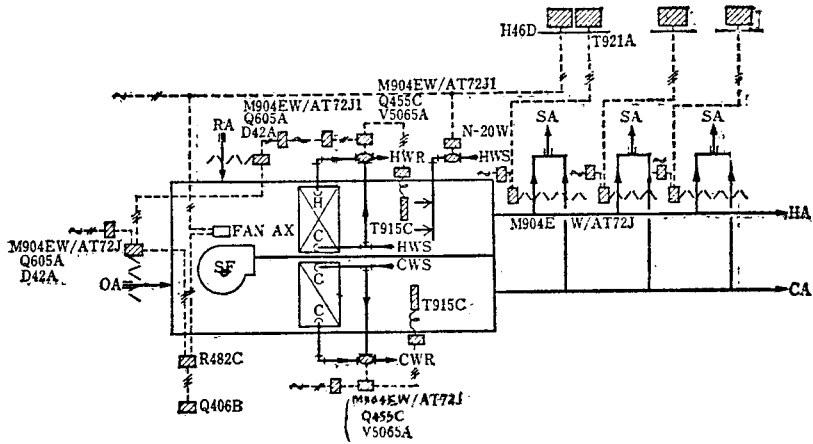 H46D
T921A
M904EW/AT72J1
Q455C
V5065A
M904EW/AT72J1
Q605A
D42A
RA
N-20W
HWR
HWS
SA
SA
SA
H
C
T915C
FAN AX
HWS
M904E W/AT72J
HA
M904EW/AT72J
Q605A
D42A
SF
OA
CWS
C
C
T915C
CA
R482C
CWR
Q406B
M904EW/AT72J
Q455C
V5065A